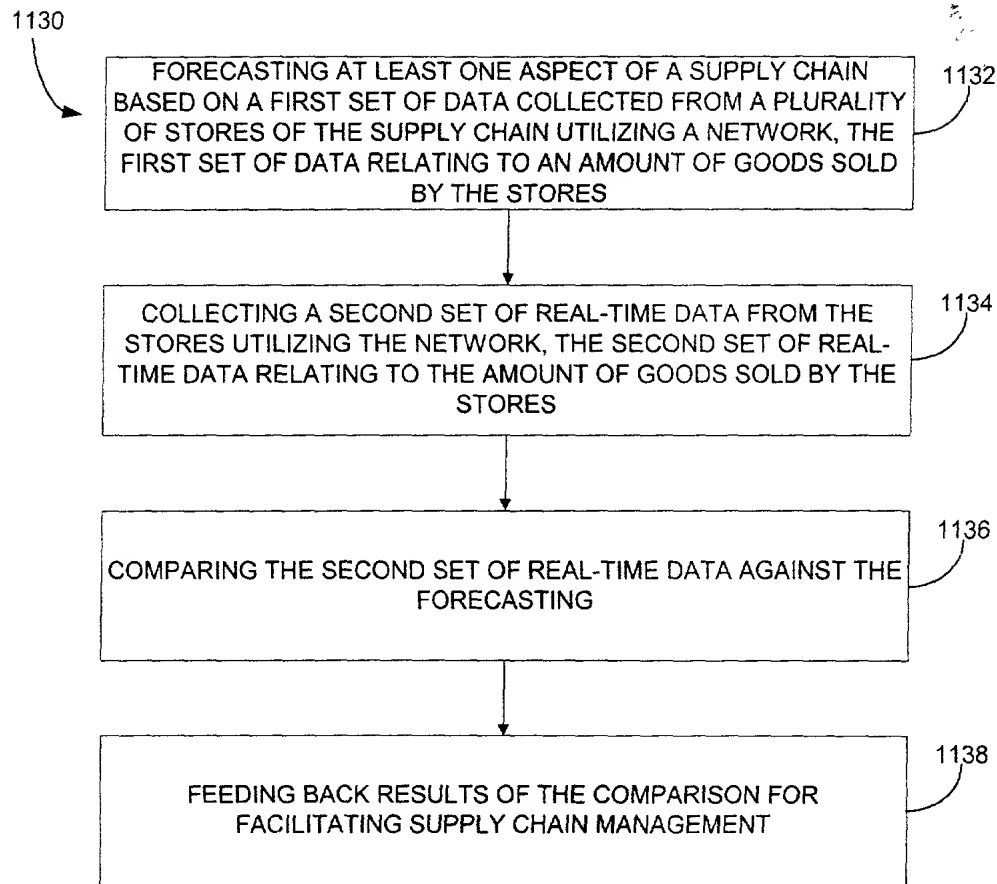 1130
FORECASTING AT LEAST ONE ASPECT OF A SUPPLY CHAIN
BASED ON A FIRST SET OF DATA COLLECTED FROM A PLURALITY
OF STORES OF THE SUPPLY CHAIN UTILIZING A NETWORK, THE
FIRST SET OF DATA RELATING TO AN AMOUNT OF GOODS SOLD
BY THE STORES
1132
COLLECTING A SECOND SET OF REAL-TIME DATA FROM THE
STORES UTILIZING THE NETWORK, THE SECOND SET OF REAL-
TIME DATA RELATING TO THE AMOUNT OF GOODS SOLD BY THE
STORES
1134
COMPARING THE SECOND SET OF REAL-TIME DATA AGAINST THE
FORECASTING
1136
FEEDING BACK RESULTS OF THE COMPARISON FOR
FACILITATING SUPPLY CHAIN MANAGEMENT
1138